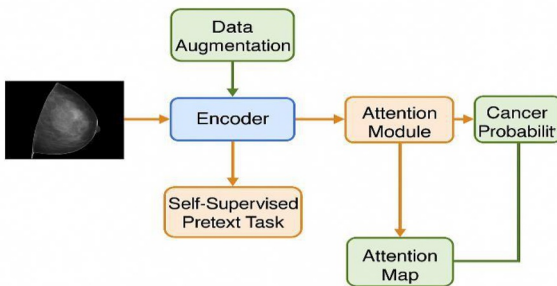 Data
Augmentation
Encoder
Attention
Module
Cancer
Probabilit
Self-Supervised
Pretext Task
Attention
Map